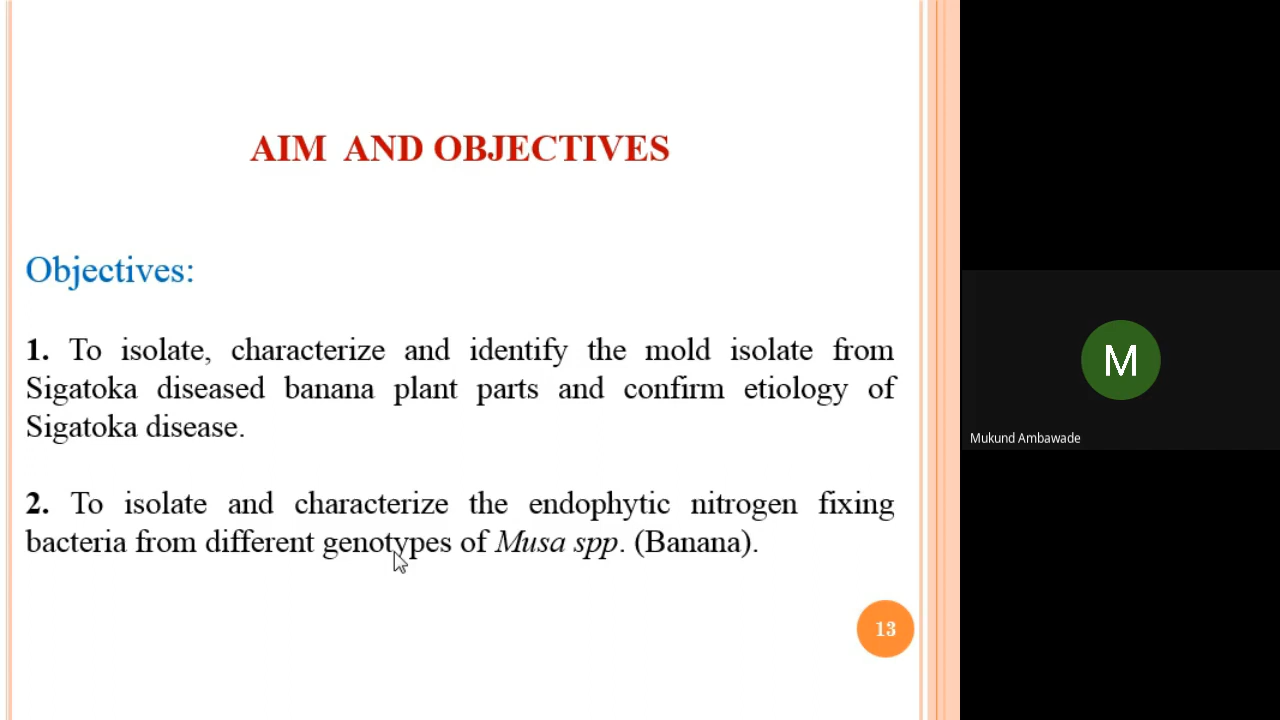 AIM AND OBJECTIVES
Objectives:
1. To isolate, characterize and identify the mold isolate from
Sigatoka diseased banana plant parts and confirm etiology of
Sigatoka disease.
2. To isolate and characterize the endophytic nitrogen fixing
bacteria from different genotypes of Musa spp. (Banana).
13
M
Mukund Ambawade